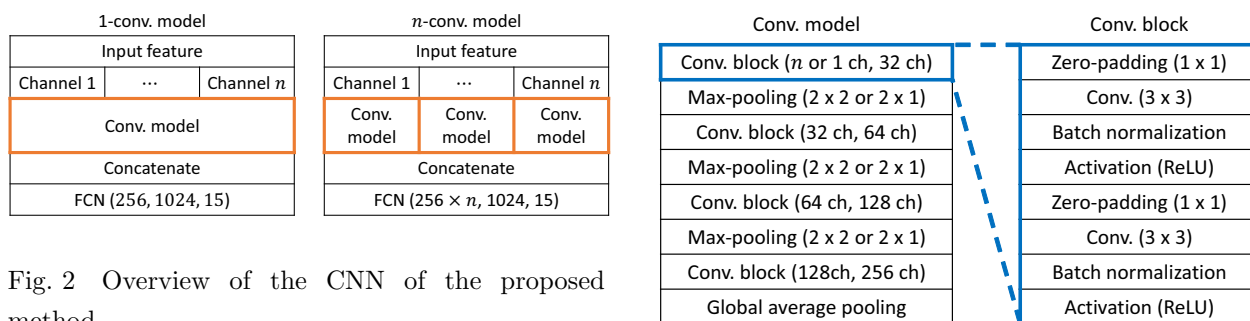 1-conv. model
Input feature
Channel 1 ⋯ Channel n
Conv. model
Concatenate
FCN (256, 1024, 15)
n-conv. model
Input feature
Channel 1 ⋯ Channel n
Conv. model Conv. model Conv. model
Concatenate
FCN (256 × n, 1024, 15)
Fig. 2 Overview of the CNN of the proposed
method
Conv. model
Conv. block (n or 1 ch, 32 ch)
Max-pooling (2 x 2 or 2 x 1)
Conv. block (32 ch, 64 ch)
Max-pooling (2 x 2 or 2 x 1)
Conv. block (64 ch, 128 ch)
Max-pooling (2 x 2 or 2 x 1)
Conv. block (128ch, 256 ch)
Global average pooling
Conv. block
Zero-padding (1 x 1)
Conv. (3 x 3)
Batch normalization
Activation (ReLU)
Zero-padding (1 x 1)
Conv. (3 x 3)
Batch normalization
Activation (ReLU)